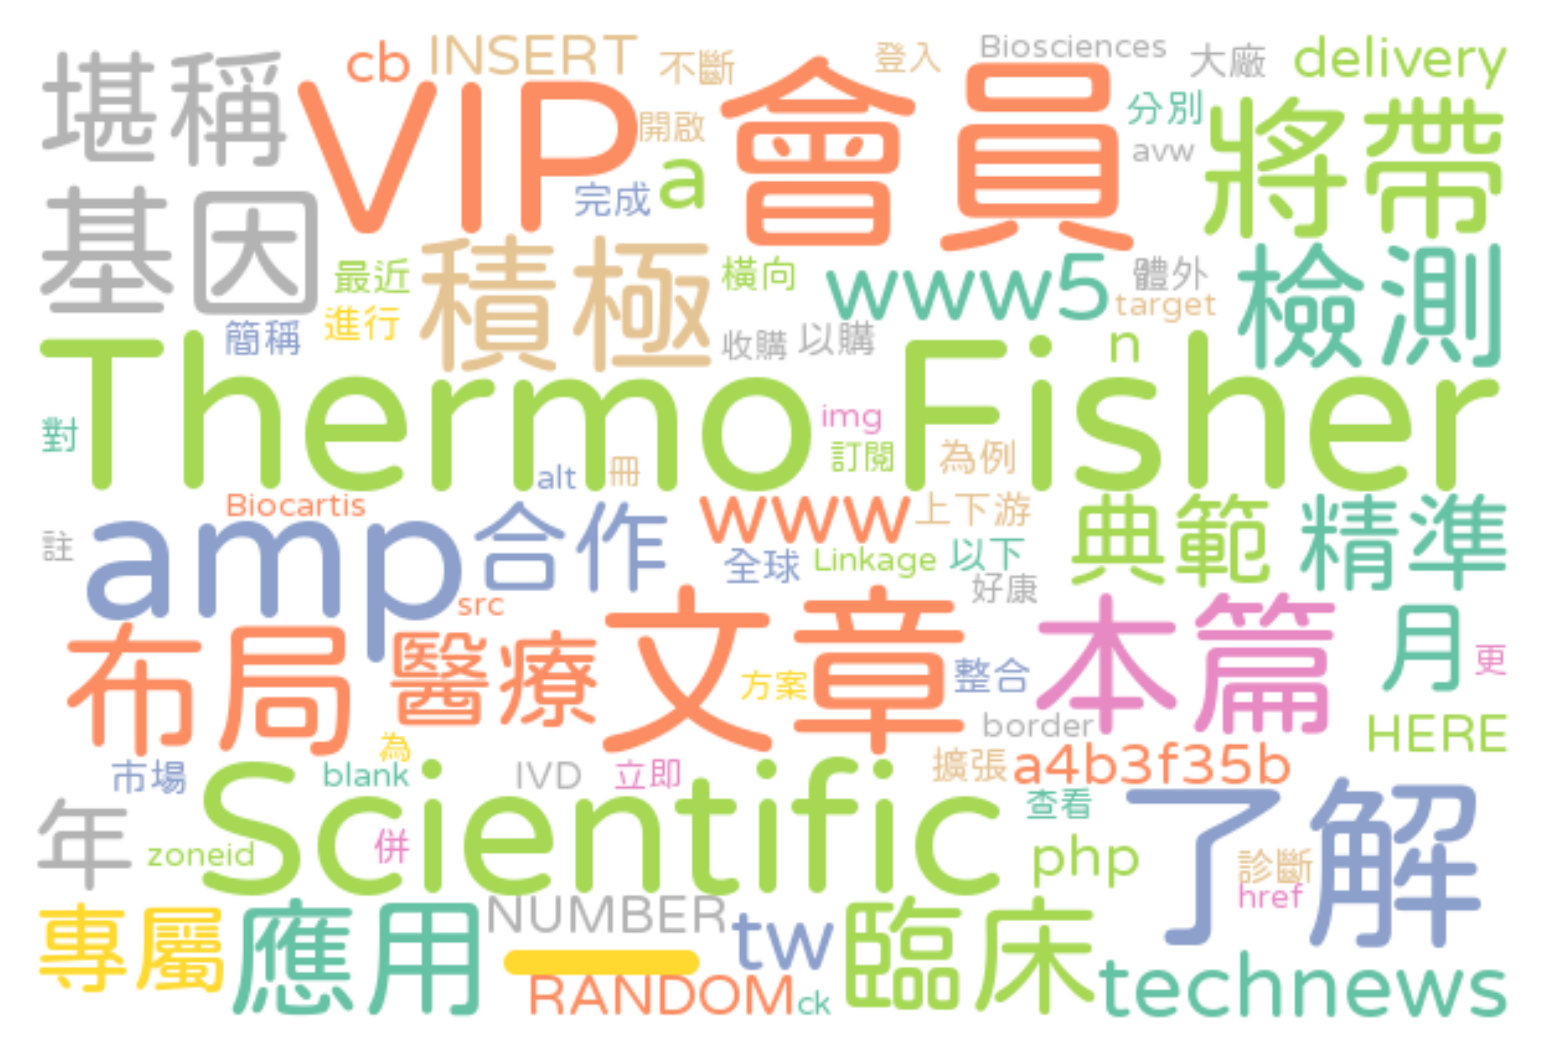 堪稱
cb
INSERT
不斷
登入
Biosciences
大廠
delivery
VIP
會員
開啟
分別
avw
將帶
完成
a
基因
最近
積極
橫向
www5
體外
target
檢測
簡稱
進行
收購
以購
n
Thermo Fisher
對
img
訂閱
為例
alt
冊
Biocartis
amp
合作
www
上下游
典範
精準
註
全球
Linkage
以下
好康
src
布局
醫療
文章
方案
整合
本篇
月
更
border
HERE
為
市場
blank
IVD
立即
擴張
a4b3f35b
Scientific
查看
了解
年
zoneid
併
php
診斷
href
專屬
應用
NUMBER
一
tw
臨床
technews
RANDOM
ck